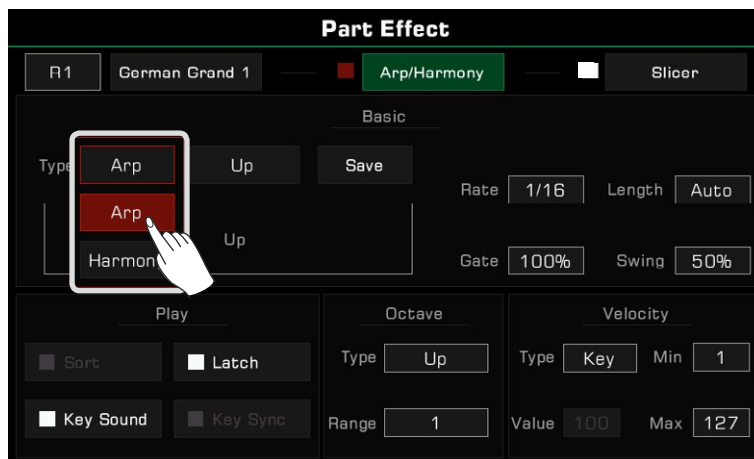 Part Effect
R1 German Grand 1 Arp/Harmony Slicer
Basic
Type Arp Up Save
Rate 1/16 Length Auto
Arp
Up
Harmon
Gate 100% Swing 50%
Play
Sort Latch
Key Sound Key Sync
Octave
Type Up
Range 1
Velocity
Type Key Min 1
Value 100 Max 127